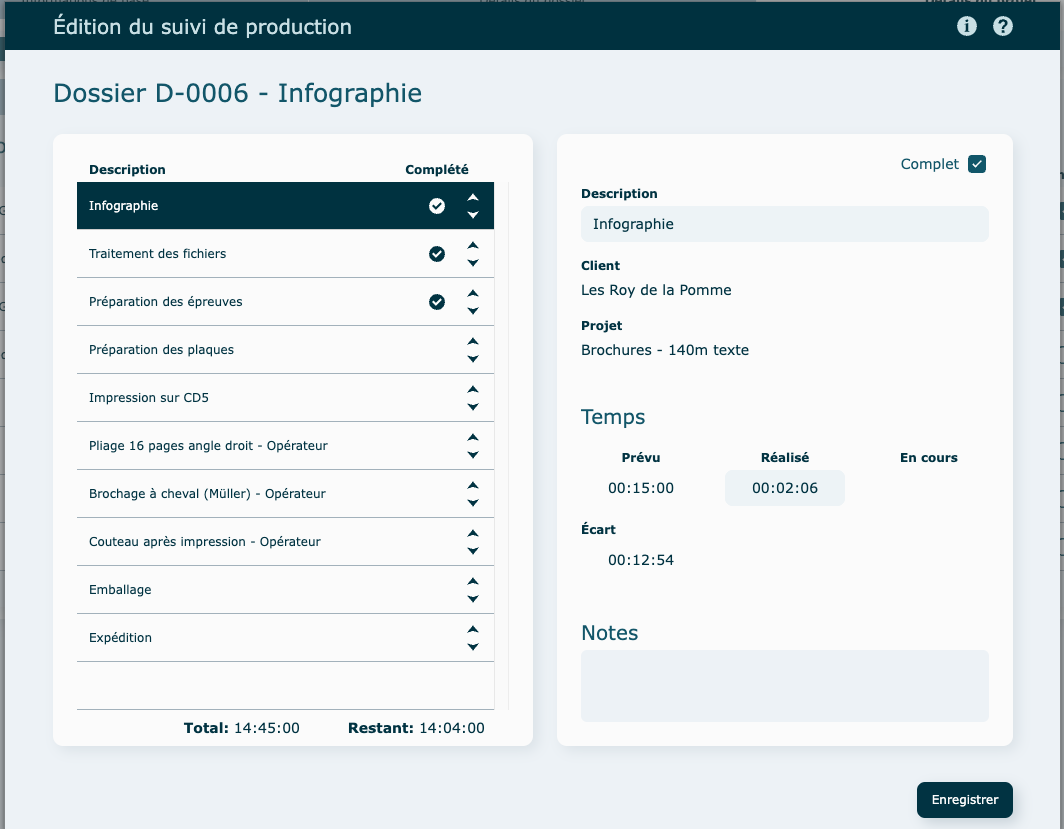 Édition du suivi de production
Dossier D-0006 - Infographie
Description Complété
Infographie
Traitement des fichiers
Préparation des épreuves
Préparation des plaques
Impression sur CD5
Pliage 16 pages angle droit - Opérateur
Brochage à cheval (Müller) - Opérateur
Couteau après impression - Opérateur
Emballage
Expédition
Total: 14:45:00 Restant: 14:04:00
Complet
Description
Infographie
Client
Les Roy de la Pomme
Projet
Brochures - 140m texte
Temps
Prévu Réalisé En cours
00:15:00 00:02:06
Écart
00:12:54
Notes
Enregistrer